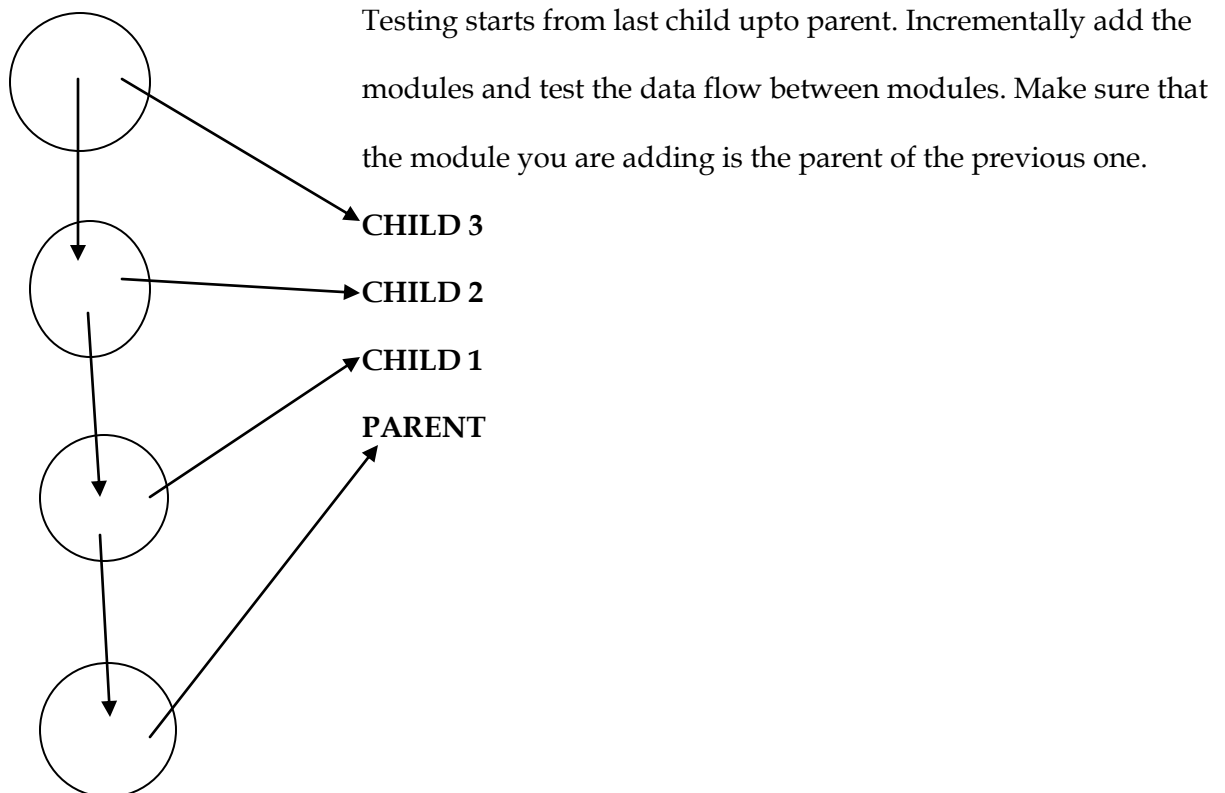 Testing starts from last child upto parent. Incrementally add the
modules and test the data flow between modules. Make sure that
the module you are adding is the parent of the previous one.
CHILD 3
CHILD 2
CHILD 1
PARENT